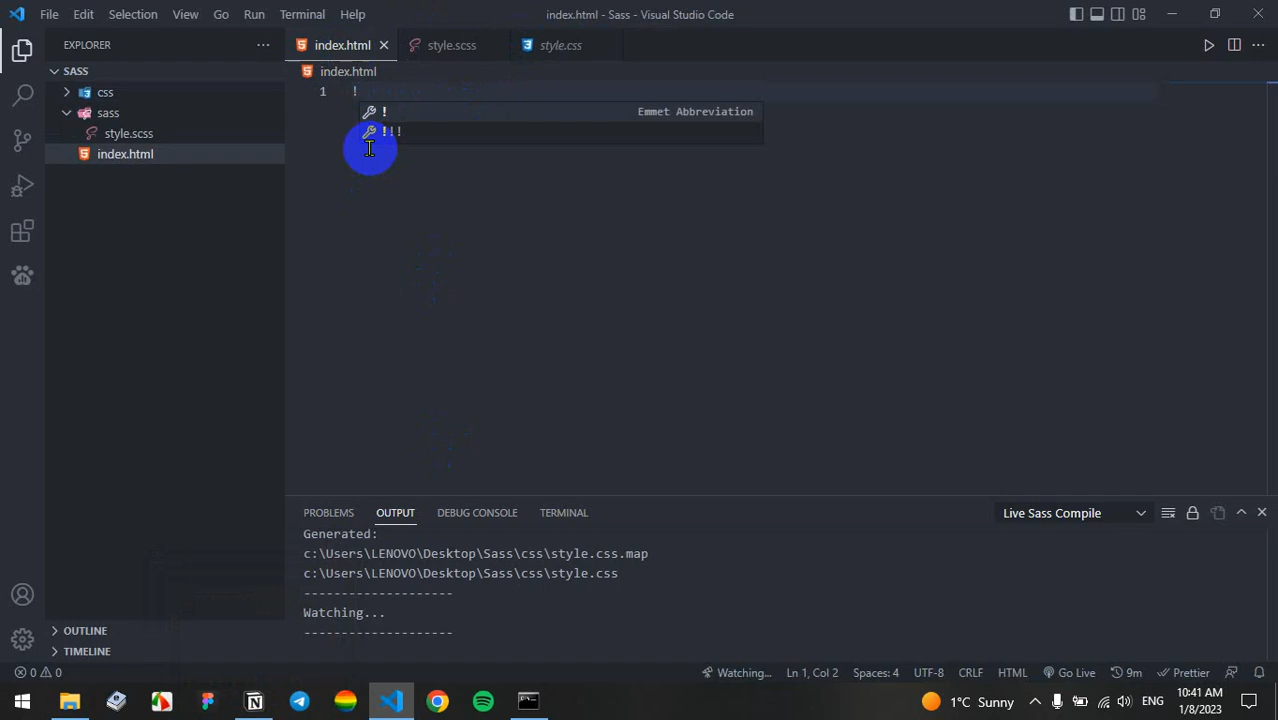 File Edit Selection View Go Run Terminal Help
index.html - Sass - Visual Studio Code
EXPLORER
index.html
style.scss
style.css
SASS
index.html
css
1 !
sass
! Emmet Abbreviation
style.scss
!!!
index.html
PROBLEMS OUTPUT DEBUG CONSOLE TERMINAL
Live Sass Compile
Generated:
c:\Users\LENOVO\Desktop\Sass\css\style.css.map
c:\Users\LENOVO\Desktop\Sass\css\style.css
--------------------
Watching...
--------------------
OUTLINE
TIMELINE
0 0
Watching... Ln 1, Col 2 Spaces: 4 UTF-8 CRLF HTML Go Live 9m Prettier
1°C Sunny
ENG
10:41 AM
1/8/2023